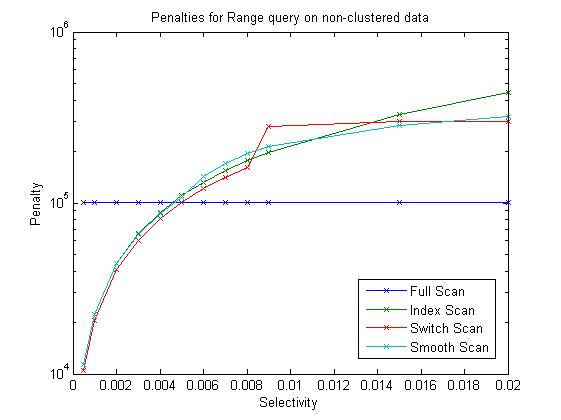 Penalties for Range query on non-clustered data
10^6
10^5
10^4
Penalty
0 0.002 0.004 0.006 0.008 0.01 0.012 0.014 0.016 0.018 0.02
Selectivity
Full Scan
Index Scan
Switch Scan
Smooth Scan